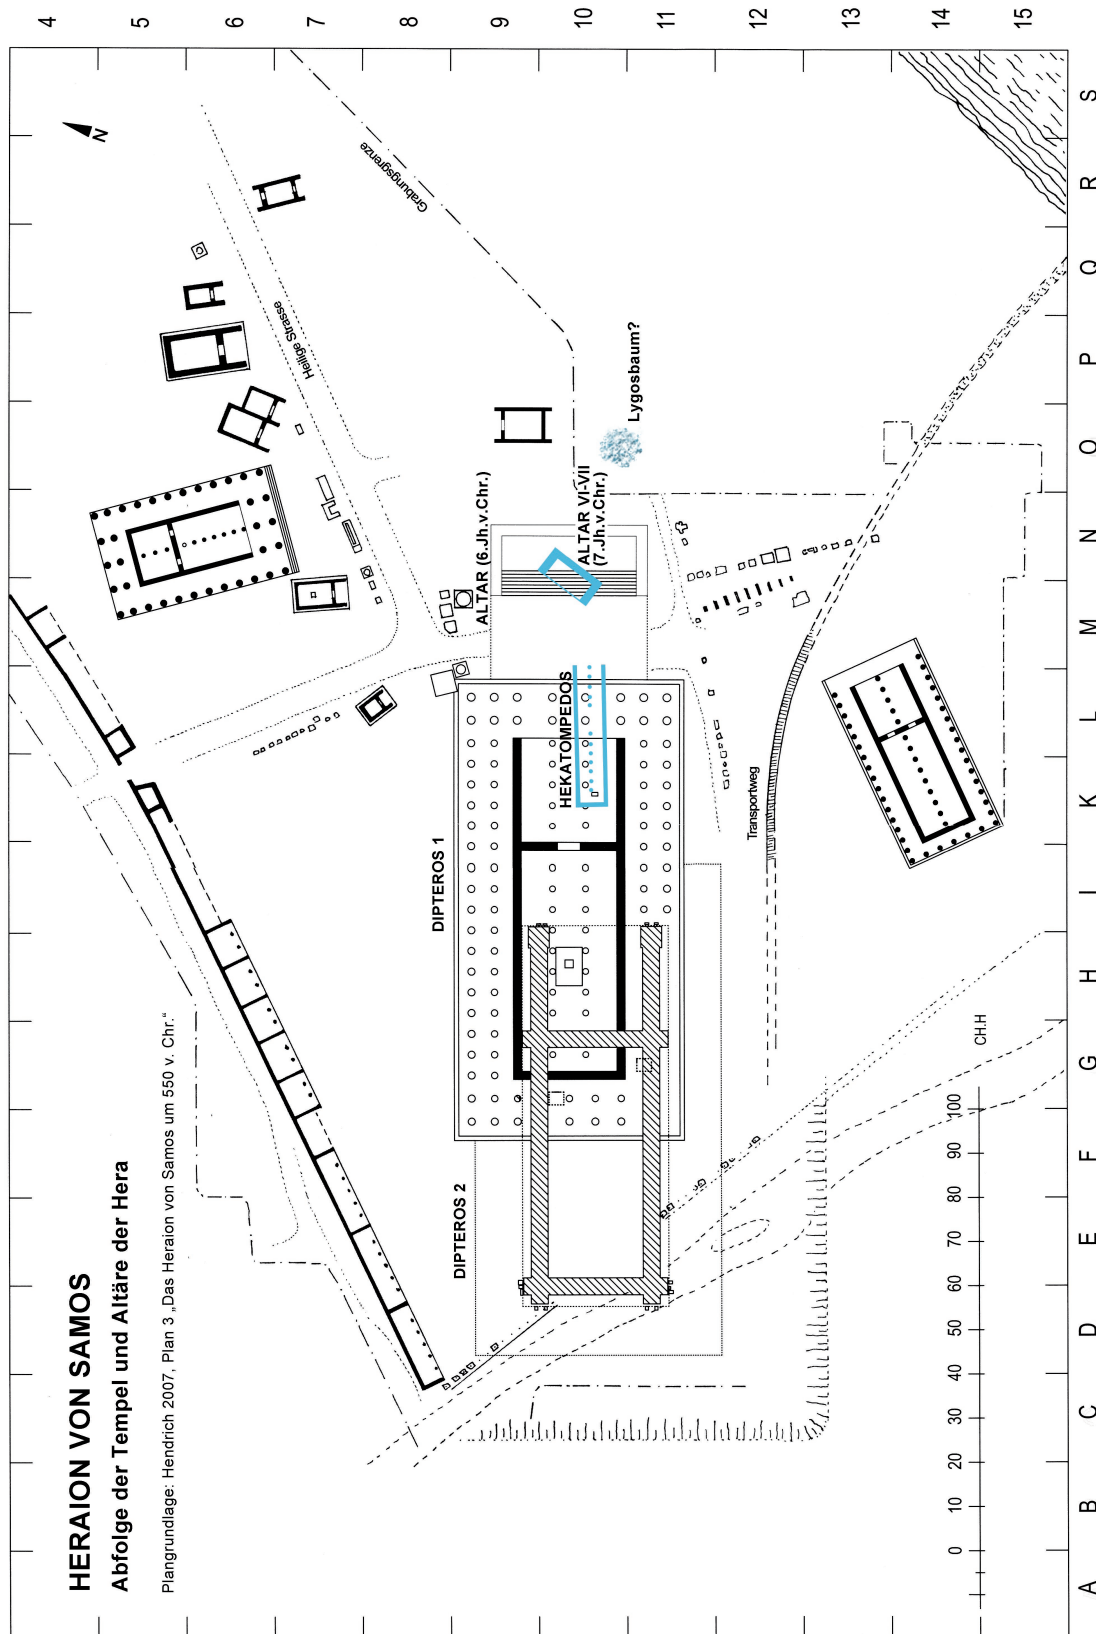 HERAION VON SAMOS
Abfolge der Tempel und Altäre der Hera
Plangrundlage: Hendrich 2007, Plan 3 „Das Heraion von Samos um 550 v. Chr.“
N
Heilige Strasse
Grabungsgrenze
ALTAR (6.Jh.v.Chr.)
ALTAR VI-VII
(7.Jh.v.Chr.)
Lygosbaum?
HEKATOMPEDOS
DIPTEROS 1
DIPTEROS 2
Transportweg
CH.H
0 10 20 30 40 50 60 70 80 90 100
4 5 6 7 8 9 10 11 12 13 14 15
A B C D E F G H I K L M N O P Q R S